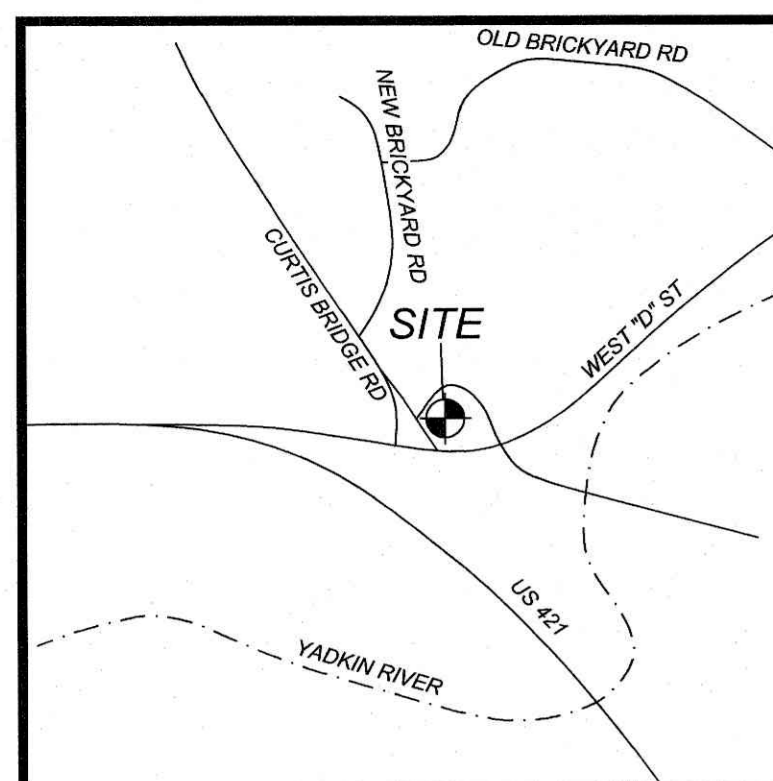 OLD BRICKYARD RD
NEW BRICKYARD RD
CURTIS BRIDGE RD
SITE
WEST "D" ST
US 421
YADKIN RIVER